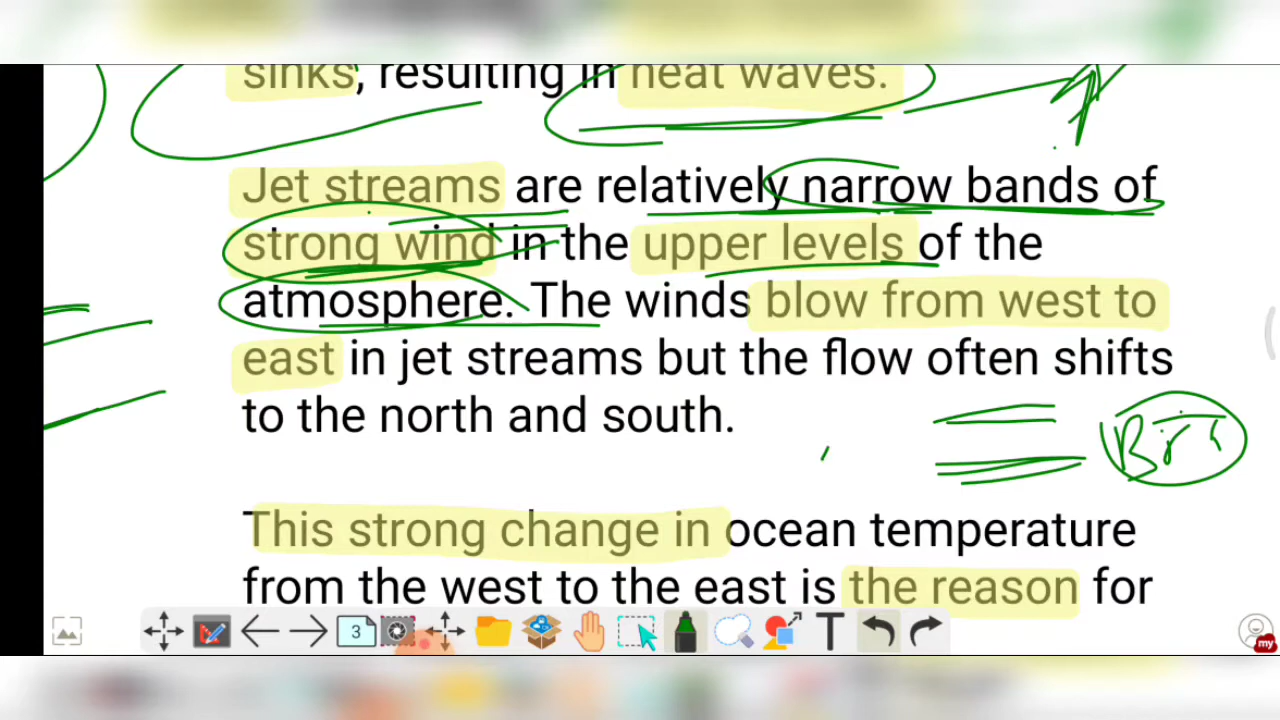 sinks, resulting in heat waves.
Jet streams are relatively narrow bands of
strong wind in the upper levels of the
atmosphere. The winds blow from west to
east in jet streams but the flow often shifts
to the north and south.
This strong change in ocean temperature
from the west to the east is the reason for
3
T
my